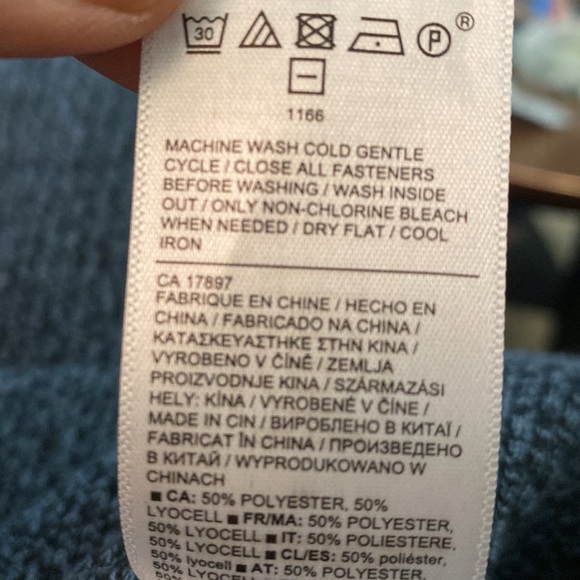 30 P ®
1166
MACHINE WASH COLD GENTLE
CYCLE / CLOSE ALL FASTENERS
BEFORE WASHING / WASH INSIDE
OUT / ONLY NON-CHLORINE BLEACH
WHEN NEEDED / DRY FLAT / COOL
IRON
CA 17897
FABRIQUE EN CHINE / HECHO EN
CHINA / FABRICADO NA CHINA /
ΚΑΤΑΣΚΕΥΑΣΤΗΚΕ ΣΤΗΝ ΚΙΝΑ /
VYROBENO V ČÍNĚ / ZEMLJA
PROIZVODNJE KINA / SZÁRMAZÁSI
HELY: KÍNA / VYROBENÉ V ČÍNE /
MADE IN CIN / ВИРОБЛЕНО В КИТАЇ /
FABRICAT ÎN CHINA / ПРОИЗВЕДЕНО
В КИТАЙ / WYPRODUKOWANO W
CHINACH
■ CA: 50% POLYESTER, 50%
LYOCELL ■ FR/MA: 50% POLYESTER,
50% LYOCELL ■ IT: 50% POLIESTERE,
50% LYOCELL ■ CL/ES: 50% poliéster,
50% lyocell ■ AT: 50% POLYESTER,
50% LYOCELL